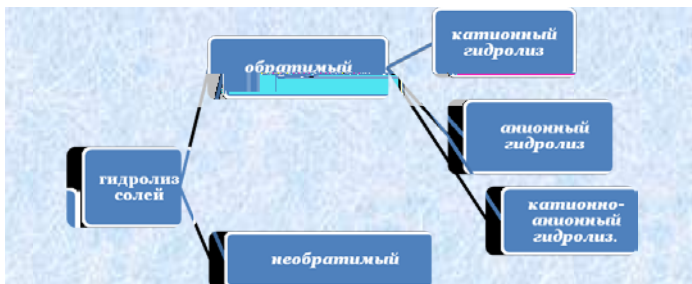 гидролиз
солей
обратимый
необратимый
катионный
гидролиз
анионный
гидролиз
катионно-
анионный
гидролиз.